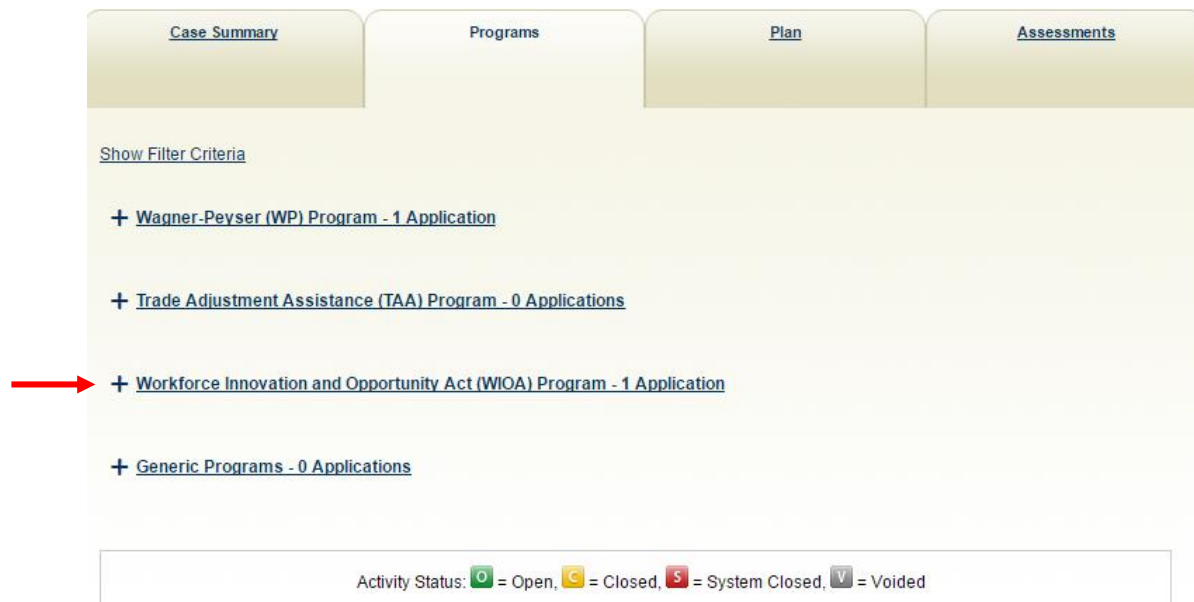 Case Summary
Programs
Plan
Assessments
Show Filter Criteria
+ Wagner-Peyser (WP) Program - 1 Application
+ Trade Adjustment Assistance (TAA) Program - 0 Applications
+ Workforce Innovation and Opportunity Act (WIOA) Program - 1 Application
+ Generic Programs - 0 Applications
Activity Status: O = Open, C = Closed, S = System Closed, V = Voided